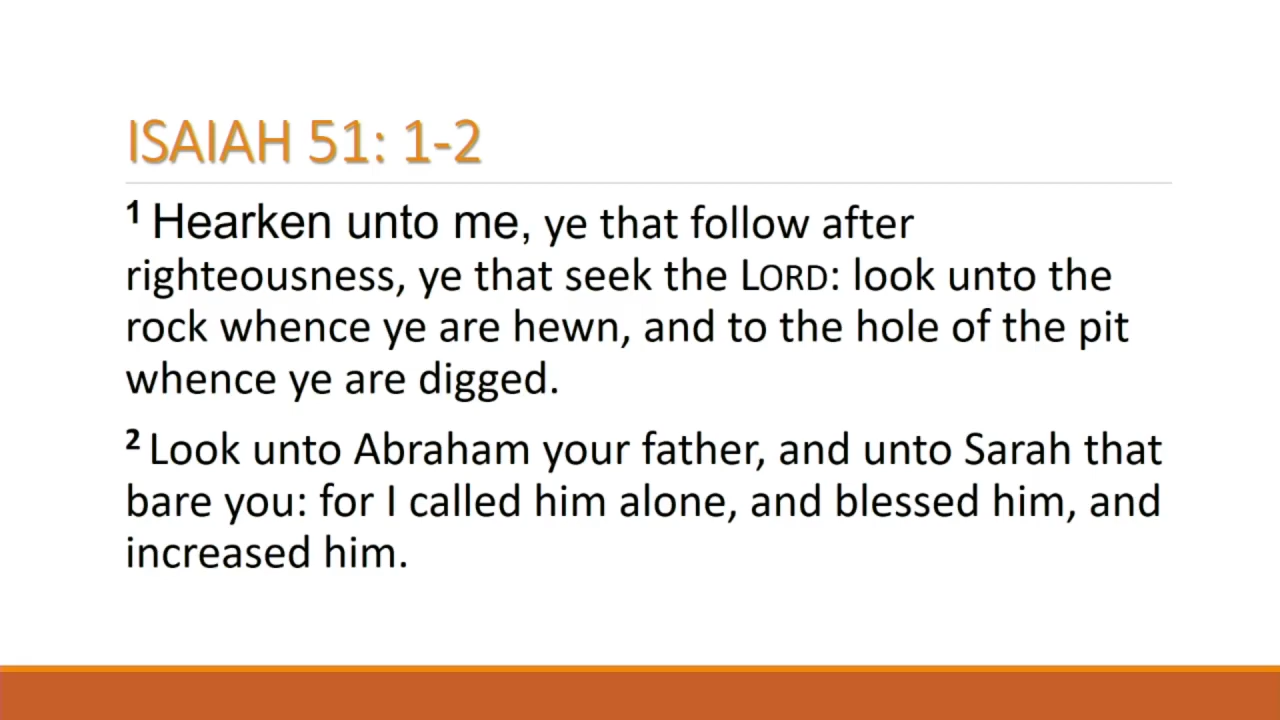 ISAIAH 51: 1-2
1 Hearken unto me, ye that follow after
righteousness, ye that seek the LORD: look unto the
rock whence ye are hewn, and to the hole of the pit
whence ye are digged.
2 Look unto Abraham your father, and unto Sarah that
bare you: for I called him alone, and blessed him, and
increased him.